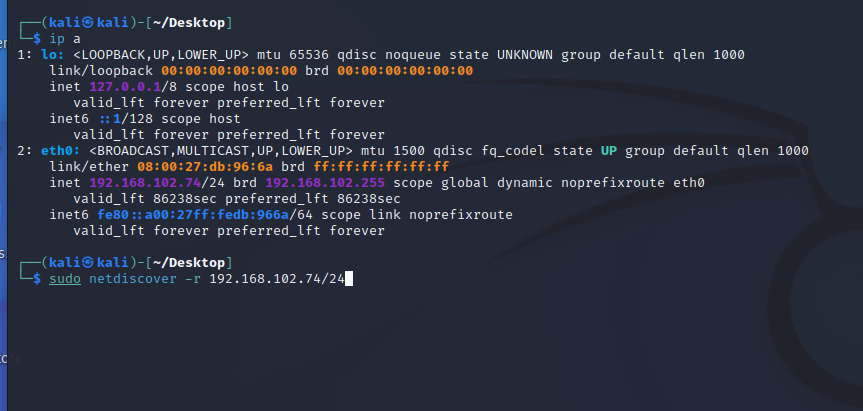 ┌──(kali㉿kali)-[~/Desktop]
└─$ ip a
1: lo: <LOOPBACK,UP,LOWER_UP> mtu 65536 qdisc noqueue state UNKNOWN group default qlen 1000
    link/loopback 00:00:00:00:00:00 brd 00:00:00:00:00:00
    inet 127.0.0.1/8 scope host lo
       valid_lft forever preferred_lft forever
    inet6 ::1/128 scope host
       valid_lft forever preferred_lft forever
2: eth0: <BROADCAST,MULTICAST,UP,LOWER_UP> mtu 1500 qdisc fq_codel state UP group default qlen 1000
    link/ether 08:00:27:db:96:6a brd ff:ff:ff:ff:ff:ff
    inet 192.168.102.74/24 brd 192.168.102.255 scope global dynamic noprefixroute eth0
       valid_lft 86238sec preferred_lft 86238sec
    inet6 fe80::a00:27ff:fedb:966a/64 scope link noprefixroute
       valid_lft forever preferred_lft forever
┌──(kali㉿kali)-[~/Desktop]
└─$ sudo netdiscover -r 192.168.102.74/24